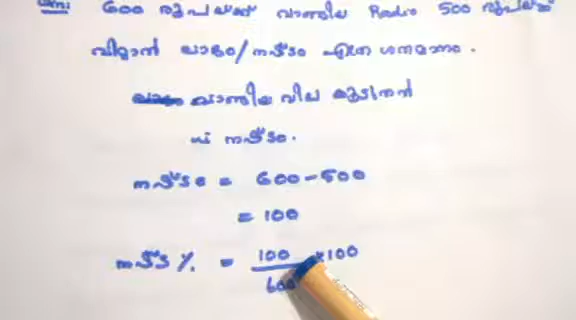 600 രൂപയ്ക്ക് വാങ്ങിയ Radio 500 രൂപയ്ക്ക്
വിറ്റാൽ ലാഭം/നഷ്ടം എത്ര ശതമാനം.
വാങ്ങിയ വില കൂടിയാൽ
നഷ്ടം.
നഷ്ടം = 600-500
= 100
നഷ്ട % = 100/600 × 100